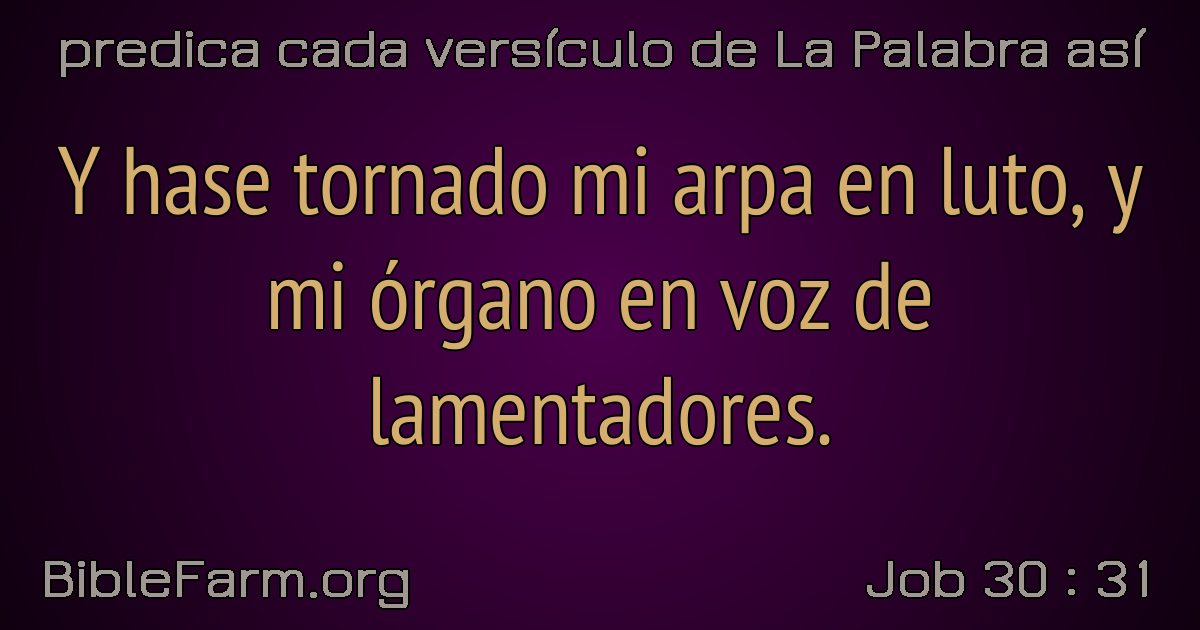 predica cada versículo de La Palabra así
Y hase tornado mi arpa en luto, y
mi órgano en voz de
lamentadores.
BibleFarm.org
Job 30 : 31